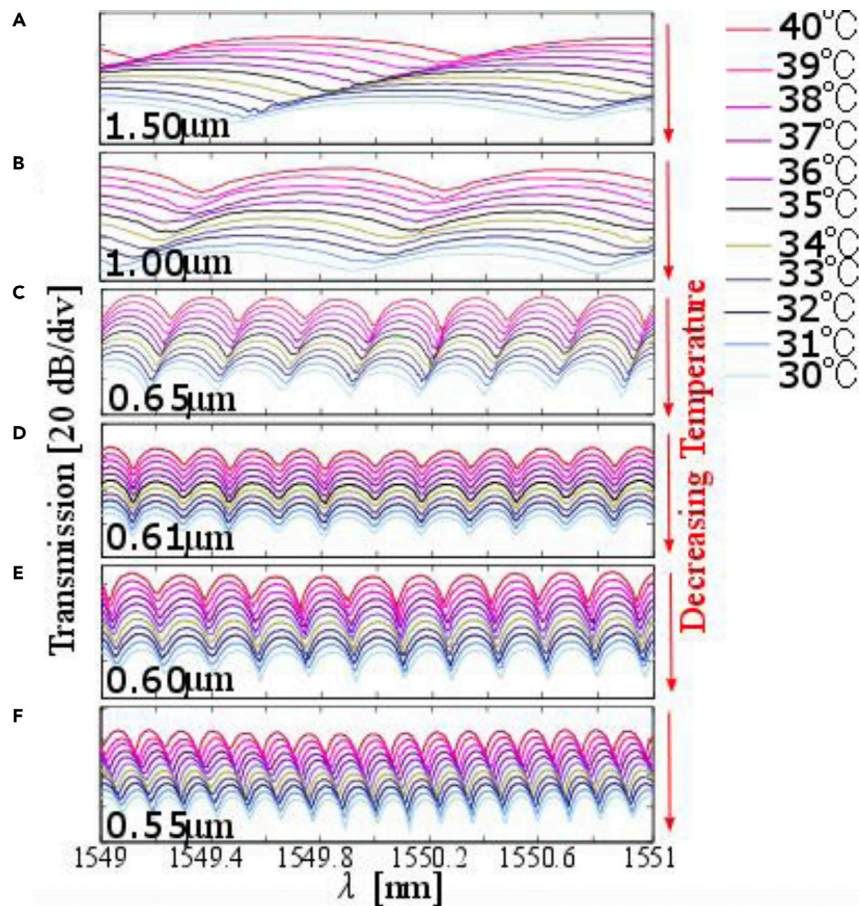 A
1.50μm
B
1.00μm
C
0.65μm
D
0.61μm
E
0.60μm
F
0.55μm
Transmission [20 dB/div]
1549 1549.4 1549.8 1550.2 1550.6 1551
λ [nm]
Decreasing Temperature
40°C
39°C
38°C
37°C
36°C
35°C
34°C
33°C
32°C
31°C
30°C